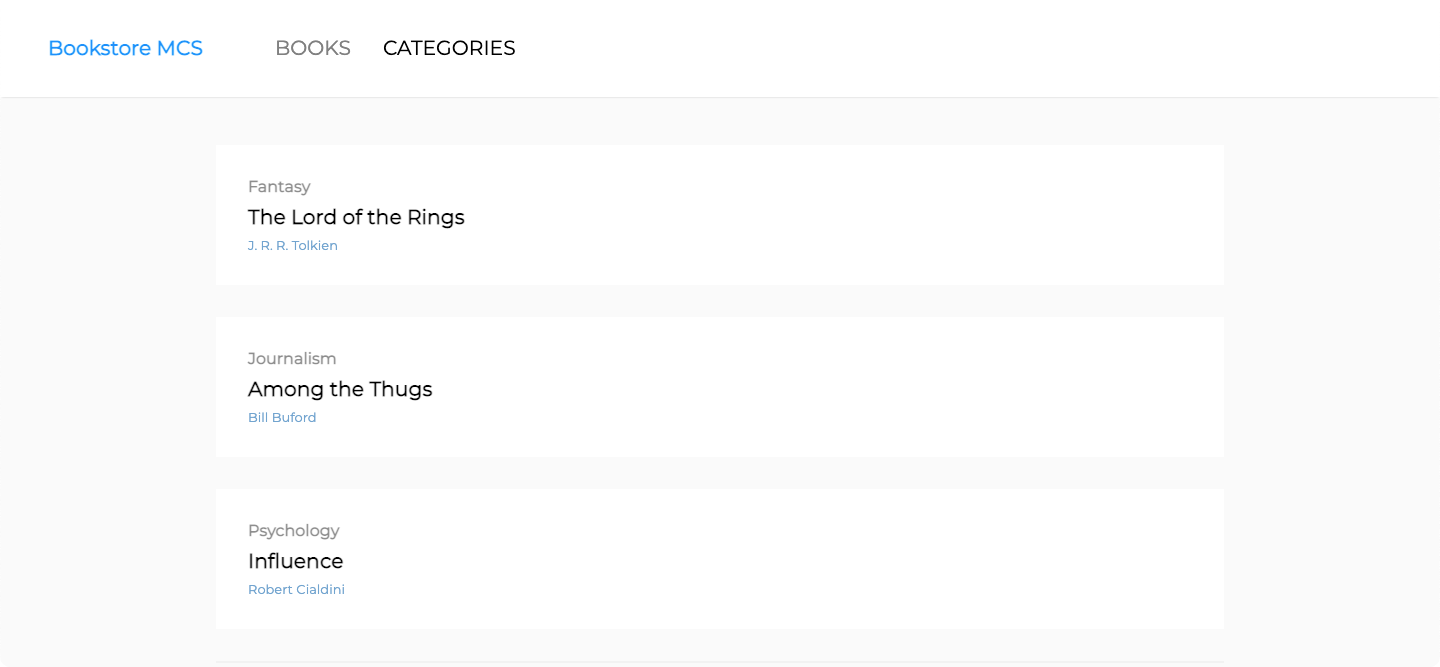 Bookstore MCS BOOKS CATEGORIES
Fantasy
The Lord of the Rings
J. R. R. Tolkien
Journalism
Among the Thugs
Bill Buford
Psychology
Influence
Robert Cialdini